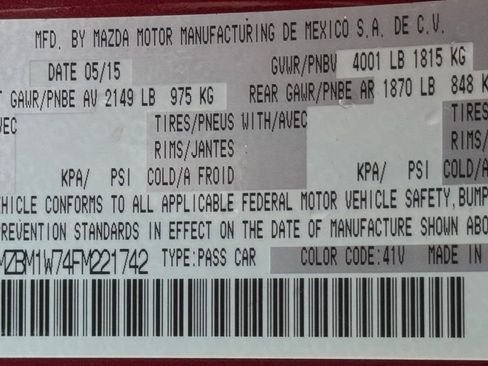 MFD. BY MAZDA MOTOR MANUFACTURING DE MEXICO S.A. DE C.V.
DATE 05/15 GVWR/PNBV 4001 LB 1815 KG
T GAWR/PNBE AV 2149 LB 975 KG REAR GAWR/PNBE AR 1870 LB 848 K
VEC TIRES/PNEUS WITH/AVEC TIRES
RIMS/JANTES : RIMS/
KPA/ PSI COLD/A FROID KPA/ PSI COLD/A
HICLE CONFORMS TO ALL APPLICABLE FEDERAL MOTOR VEHICLE SAFETY, BUMP
PREVENTION STANDARDS IN EFFECT ON THE DATE OF MANUFACTURE SHOWN ABO
MZBM1W74FM221742 TYPE:PASS CAR COLOR CODE:41V MADE IN